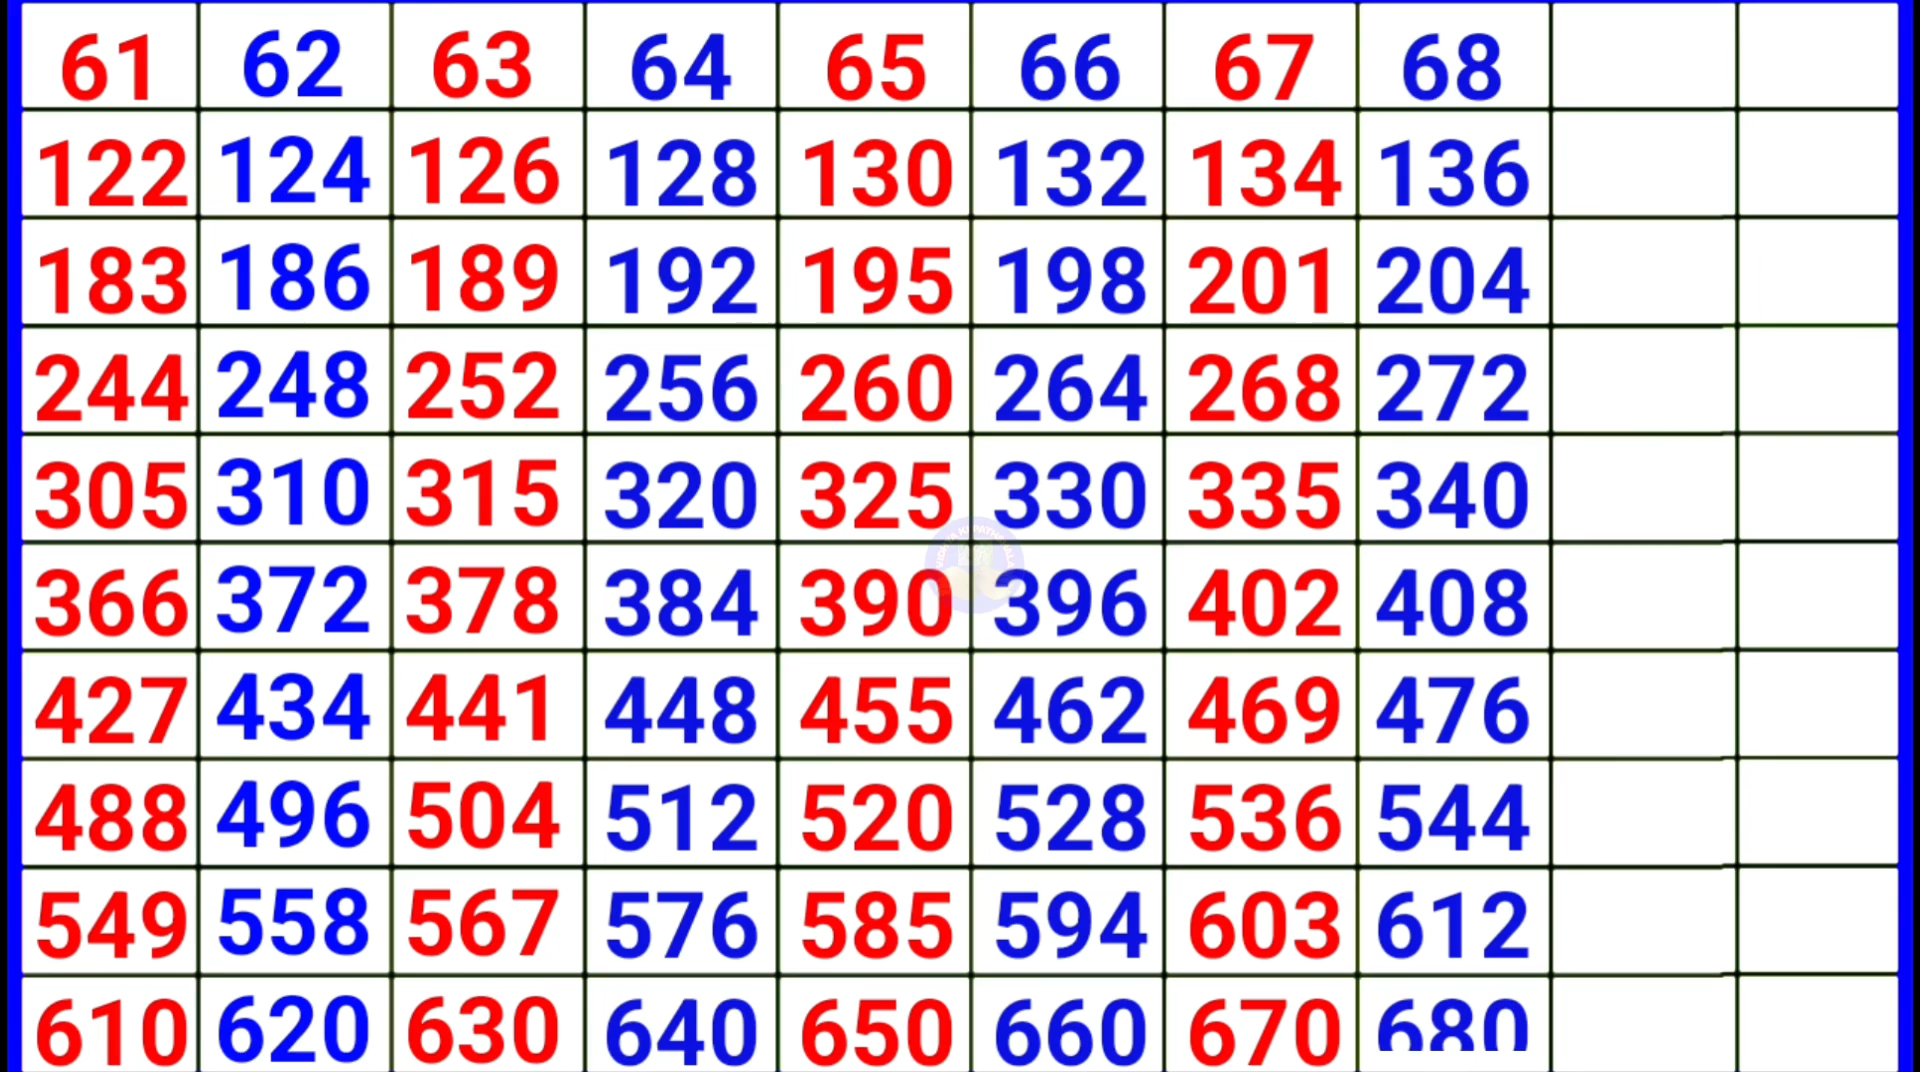 61 62 63 64 65 66 67 68
122 124 126 128 130 132 134 136
183 186 189 192 195 198 201 204
244 248 252 256 260 264 268 272
305 310 315 320 325 330 335 340
366 372 378 384 390 396 402 408
427 434 441 448 455 462 469 476
488 496 504 512 520 528 536 544
549 558 567 576 585 594 603 612
610 620 630 640 650 660 670 680